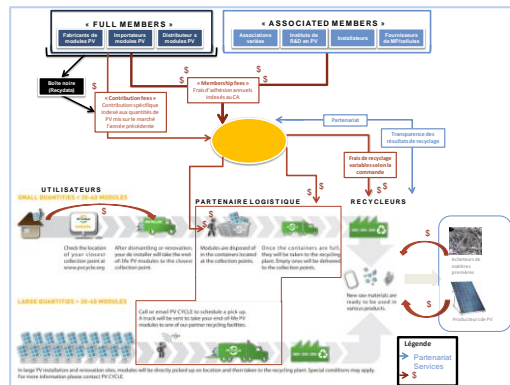 « FULL MEMBERS »
« ASSOCIATED MEMBERS »
Fabricants de
modules PV
Importateurs
modules PV
Distributeur s
modules PV
Associations
variées
Instituts de
R&D en PV
Installateurs
Fournisseurs
de MP/cellules
Boîte noire
(Recydata)
$
$
$
$
$
« Contribution fees »
Contribution spécifique
indexé aux quantités de
PV mis sur le marché
l'année précédente
« Membership fees »
Frais d'adhésion annuels
indexés au CA
Partenariat
Transparence des
résultats de recyclage
Frais de recyclage
variables selon la
commande
$
$
$
$
$
UTILISATEURS
PARTENAIRE LOGISTIQUE
RECYCLEURS
SMALL QUANTITIES < 30-40 MODULES
Check the location
of your closest
collection point at
www.pvcycle.org
After dismantling or renovation,
your de installer will take the end-
of-life PV modules to the closest
collection point.
Modules are disposed of
in the containers located
at the collection points.
Once the containers are full,
they will be taken to the recycling
plant. Empty ones will be delivered
to the collection points.
$
Acheteurs de
matières
premières
New raw materials are
ready to be used in
various products.
$
Producteur de PV
LARGE QUANTITIES > 30-40 MODULES
Call or email PV CYCLE to schedule a pick up.
A truck will be sent to take your end-of-life PV
modules to one of our partner recycling facilities.
In large PV installation and renovation sites, modules will be directly picked up on location and then taken to the recycling plant. Special conditions may apply.
For more information please contact PV CYCLE.
Légende
Partenariat
Services
$